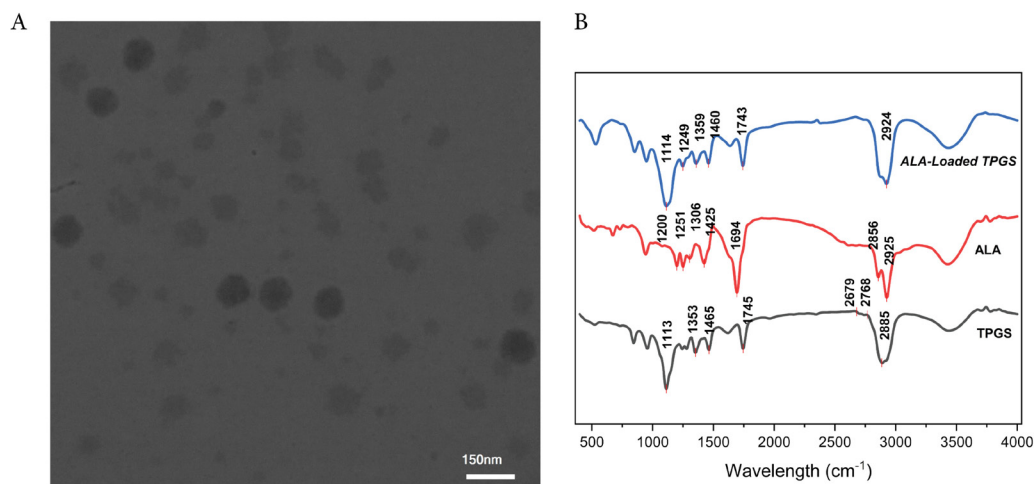 A
150nm
B
1114
1249
1359
1460
1743
2924
ALA-Loaded TPGS
1200
1251
1306
1425
1694
2856
2925
ALA
1113
1353
1465
1745
2679
2768
2885
TPGS
500 1000 1500 2000 2500 3000 3500 4000
Wavelength (cm⁻¹)